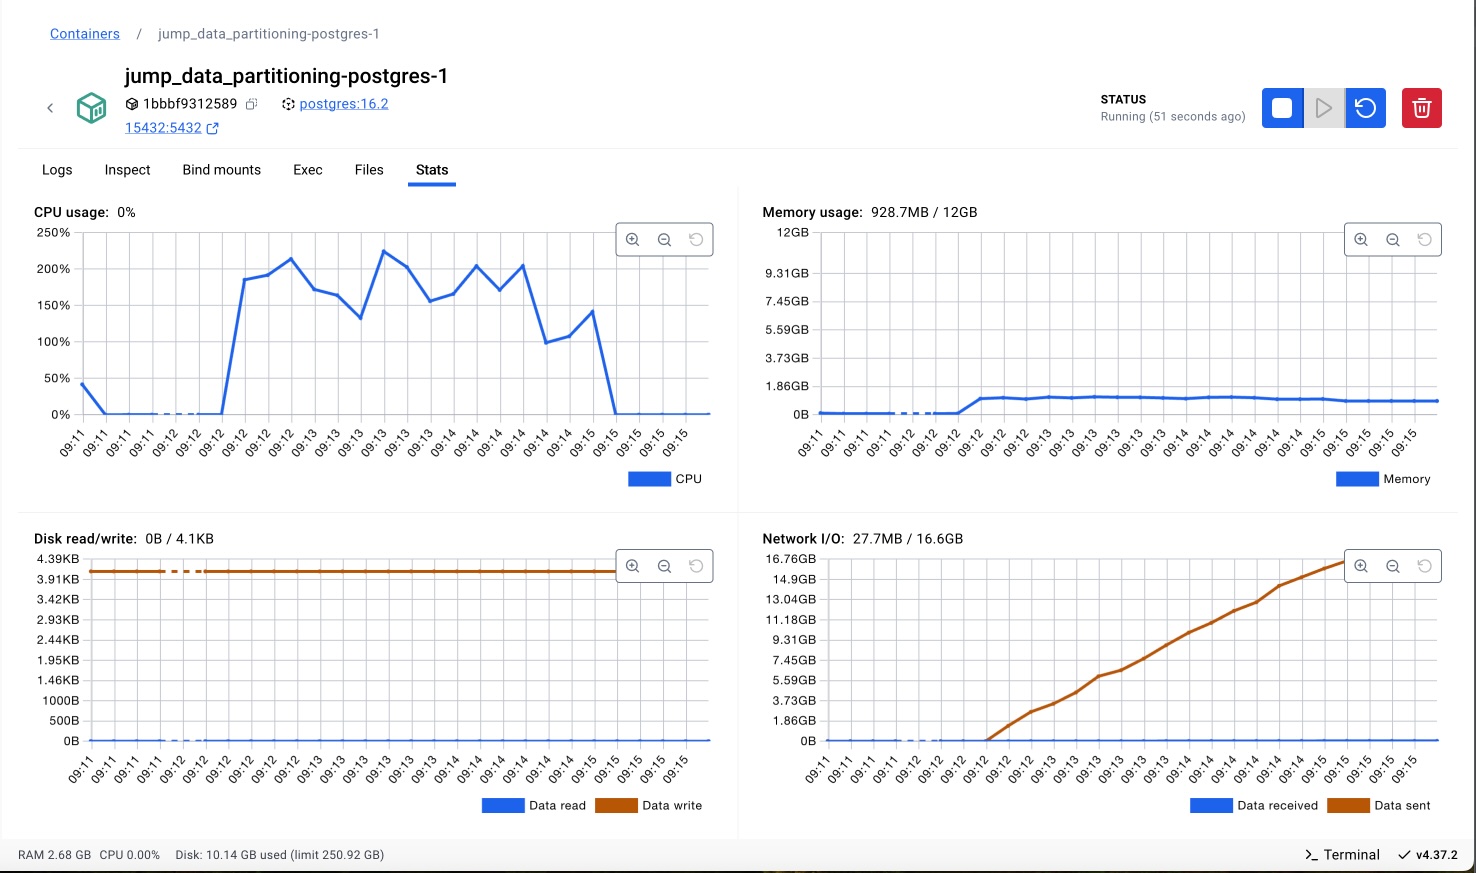 Containers / jump_data_partitioning-postgres-1
jump_data_partitioning-postgres-1
1bbbf9312589 postgres:16.2
15432:5432
STATUS
Running (51 seconds ago)
Logs Inspect Bind mounts Exec Files Stats
CPU usage: 0%
250%
200%
150%
100%
50%
0%
09:11 09:11 09:11 09:11 09:12 09:12 09:12 09:12 09:12 09:12 09:13 09:13 09:13 09:13 09:13 09:13 09:14 09:14 09:14 09:14 09:14 09:14 09:15 09:15 09:15 09:15 09:15
CPU
Memory usage: 928.7MB / 12GB
12GB
9.31GB
7.45GB
5.59GB
3.73GB
1.86GB
0B
09:11 09:11 09:11 09:11 09:12 09:12 09:12 09:12 09:12 09:12 09:13 09:13 09:13 09:13 09:13 09:13 09:14 09:14 09:14 09:14 09:14 09:14 09:15 09:15 09:15 09:15 09:15
Memory
Disk read/write: 0B / 4.1KB
4.39KB
3.91KB
3.42KB
2.93KB
2.44KB
1.95KB
1.46KB
1000B
500B
0B
09:11 09:11 09:11 09:11 09:12 09:12 09:12 09:12 09:12 09:12 09:13 09:13 09:13 09:13 09:13 09:13 09:14 09:14 09:14 09:14 09:14 09:14 09:15 09:15 09:15 09:15 09:15
Data read Data write
Network I/O: 27.7MB / 16.6GB
16.76GB
14.9GB
13.04GB
11.18GB
9.31GB
7.45GB
5.59GB
3.73GB
1.86GB
0B
09:11 09:11 09:11 09:11 09:12 09:12 09:12 09:12 09:12 09:12 09:13 09:13 09:13 09:13 09:13 09:13 09:14 09:14 09:14 09:14 09:14 09:14 09:15 09:15 09:15 09:15 09:15
Data received Data sent
RAM 2.68 GB CPU 0.00% Disk: 10.14 GB used (limit 250.92 GB)
Terminal v4.37.2